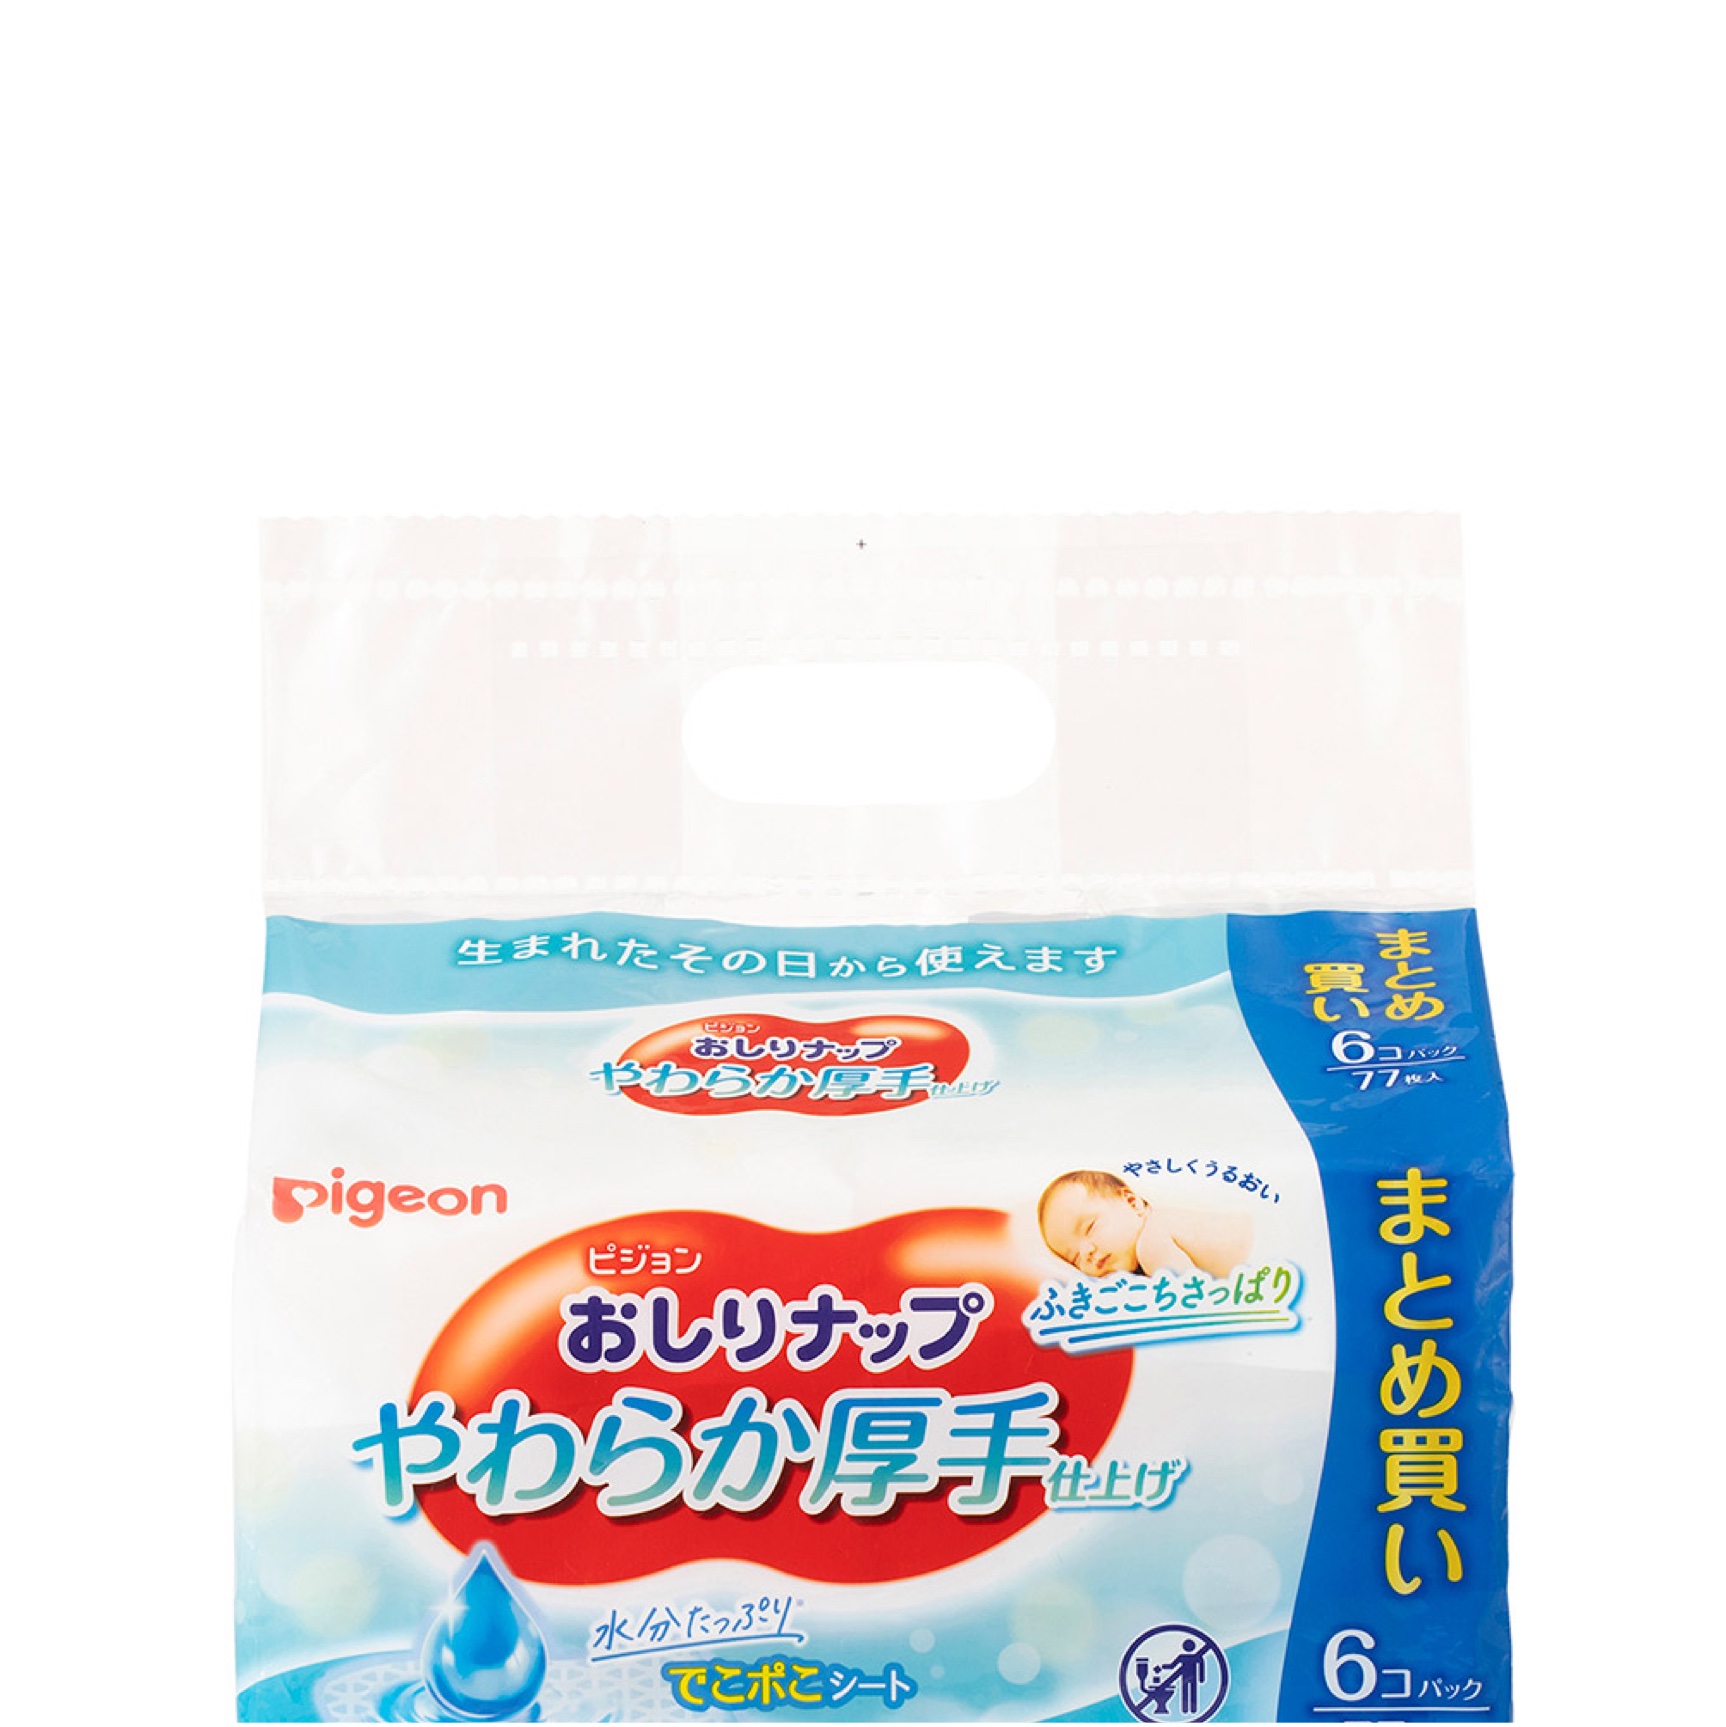 生まれたその日から使えます
まとめ
買い
6コパック
77枚入
ピジョン
おしりナップ
やわらか厚手仕上げ
Pigeon
やさしくうるおい
ふきごこちさっぱり
ピジョン
おしりナップ
やわらか厚手仕上げ
まとめ買い
水分たっぷり
でこポこシート
6コパック